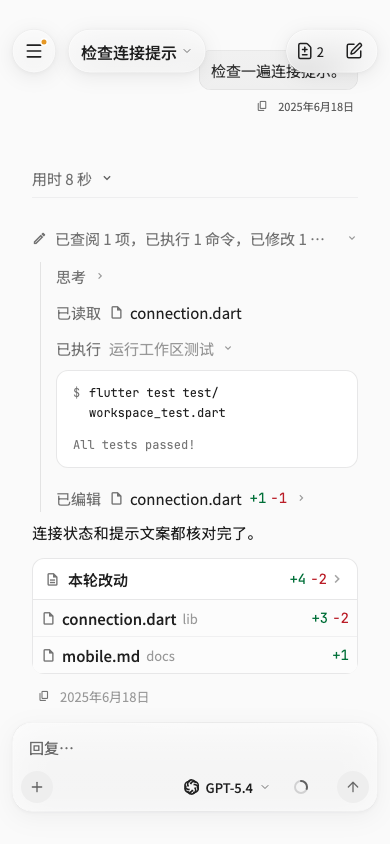 检查连接提示
2
检查一遍连接提示。
2025年6月18日
用时 8 秒
已查阅 1 项，已执行 1 命令，已修改 1 …
思考
已读取 connection.dart
已执行 运行工作区测试
$ flutter test test/
workspace_test.dart
All tests passed!
已编辑 connection.dart +1 -1
连接状态和提示文案都核对完了。
本轮改动 +4 -2
connection.dart lib +3 -2
mobile.md docs +1
2025年6月18日
回复…
GPT-5.4